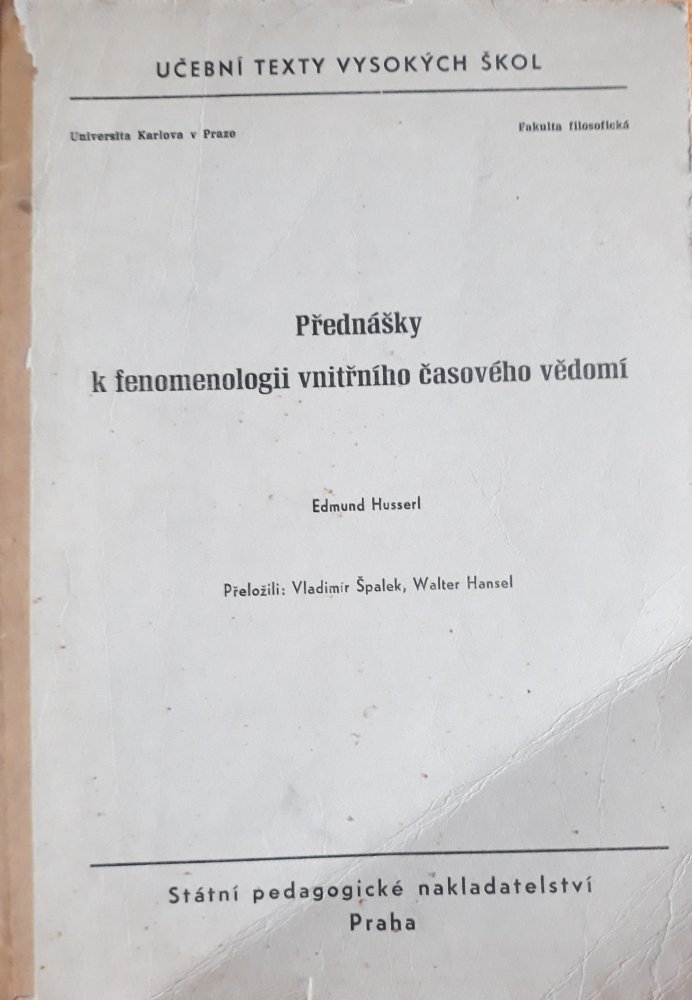 UČEBNÍ TEXTY VYSOKÝCH ŠKOL
Universita Karlova v Praze
Fakulta filosofická
Přednášky
k fenomenologii vnitřního časového vědomí
Edmund Husserl
Přeložili: Vladimír Špalek, Walter Hansel
Státní pedagogické nakladatelství
Praha